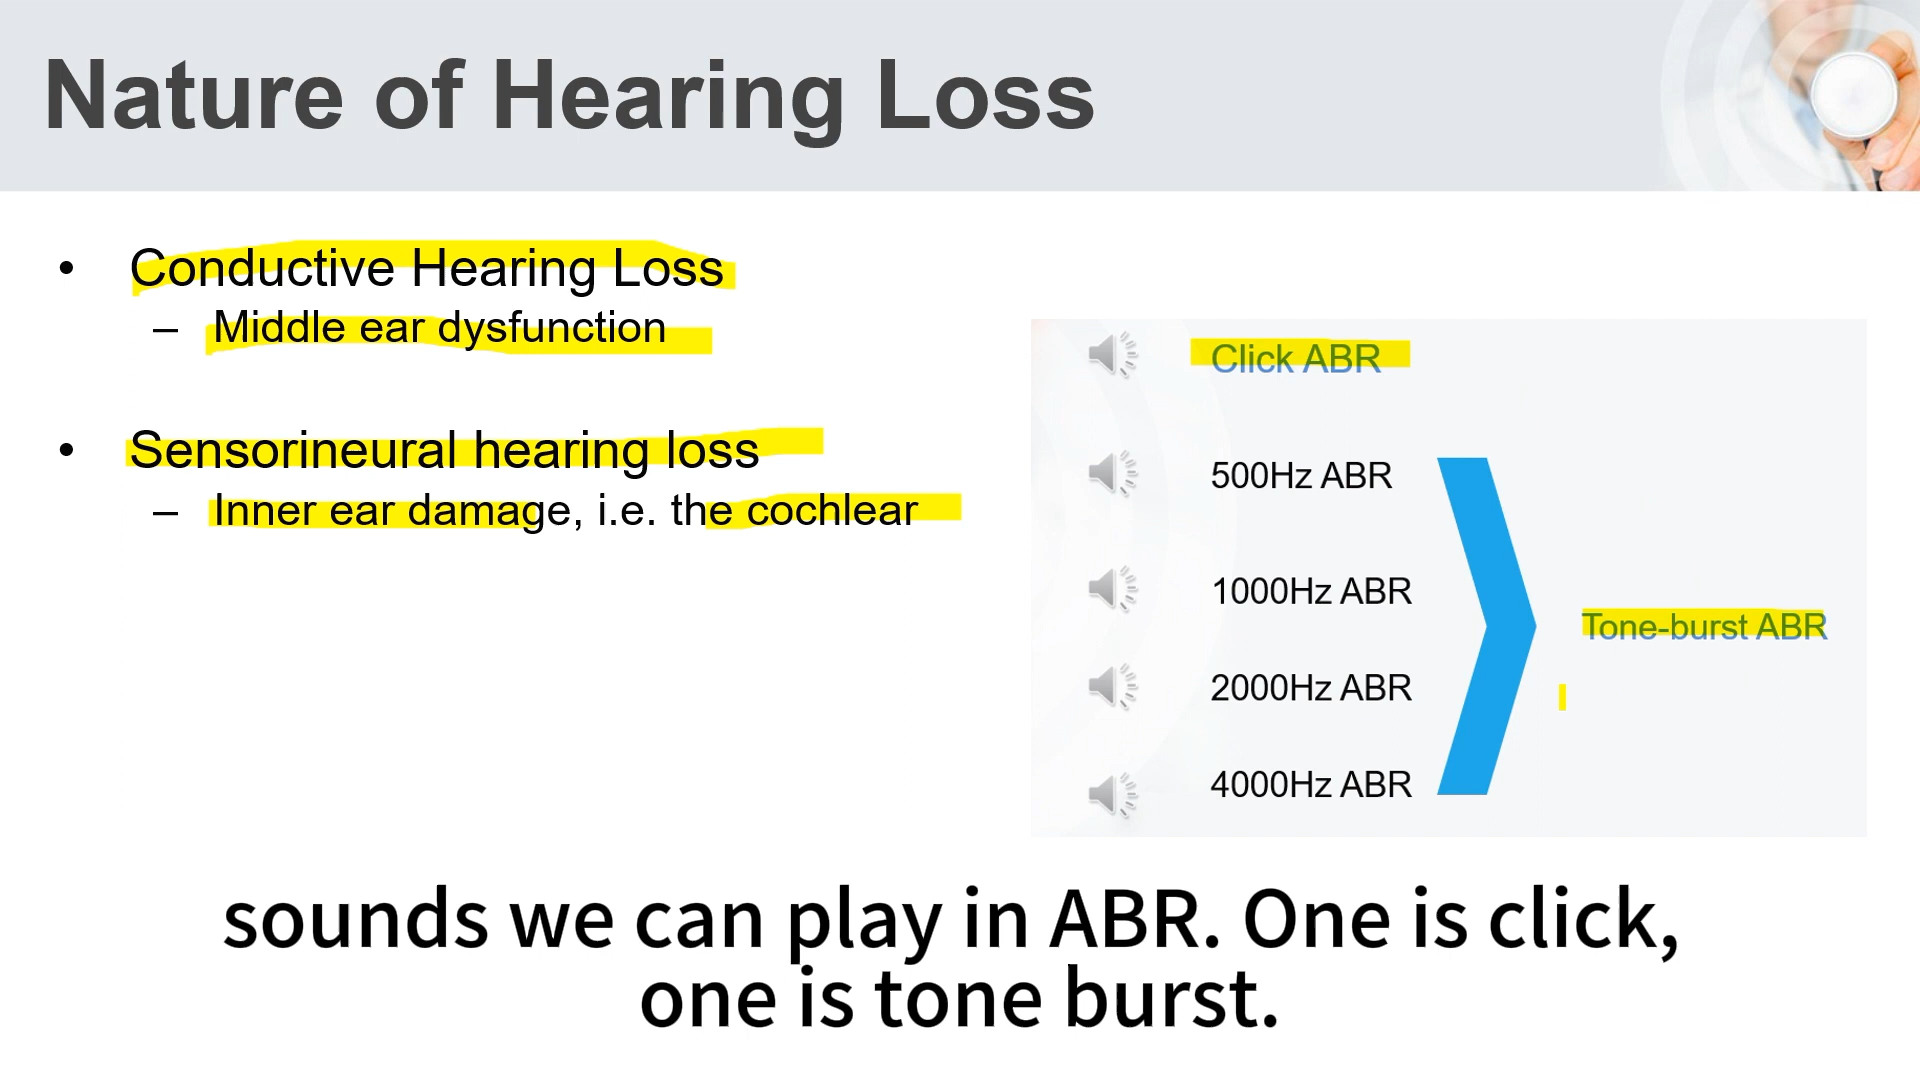 Nature of Hearing Loss
• Conductive Hearing Loss
– Middle ear dysfunction
• Sensorineural hearing loss
– Inner ear damage, i.e. the cochlear
Click ABR
500Hz ABR
1000Hz ABR
Tone-burst ABR
2000Hz ABR
4000Hz ABR
sounds we can play in ABR. One is click,
one is tone burst.